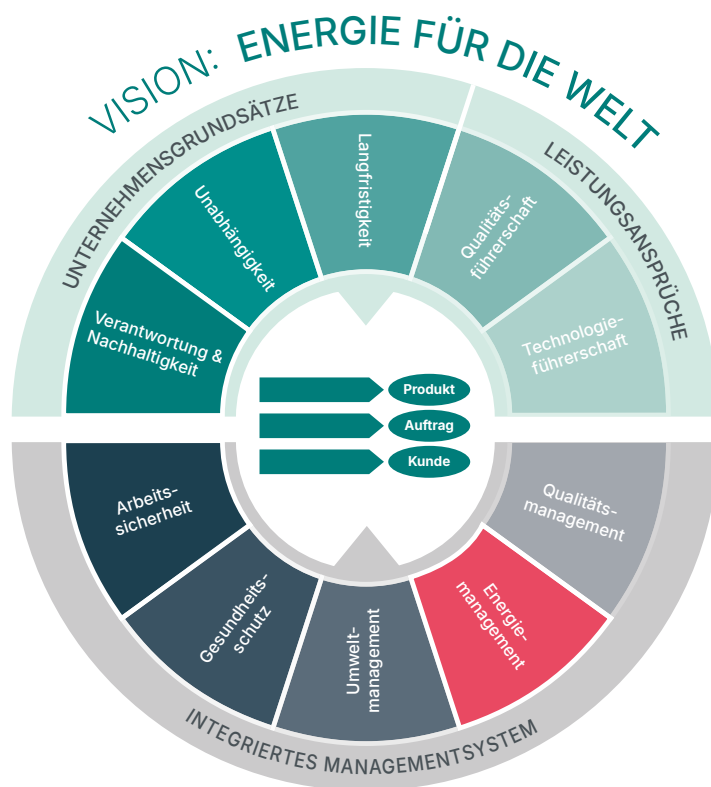 VISION: ENERGIE FÜR DIE WELT
UNTERNEHMENSGRUNDSÄTZE
LEISTUNGSANSPRÜCHE
Verantwortung &
Nachhaltigkeit
Unabhängigkeit
Langfristigkeit
Qualitäts-
führerschaft
Technologie-
führerschaft
Produkt
Auftrag
Kunde
Arbeits-
sicherheit
Gesundheits-
schutz
Umwelt-
management
Energie-
management
Qualitäts-
management
INTEGRIERTES MANAGEMENTSYSTEM